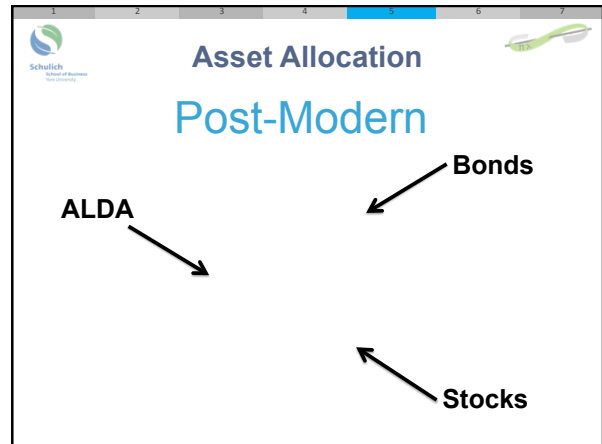 1 2 3 4 5 6 7
Schulich
School of Business
York University
Asset Allocation
Post-Modern
Bonds
ALDA
Stocks